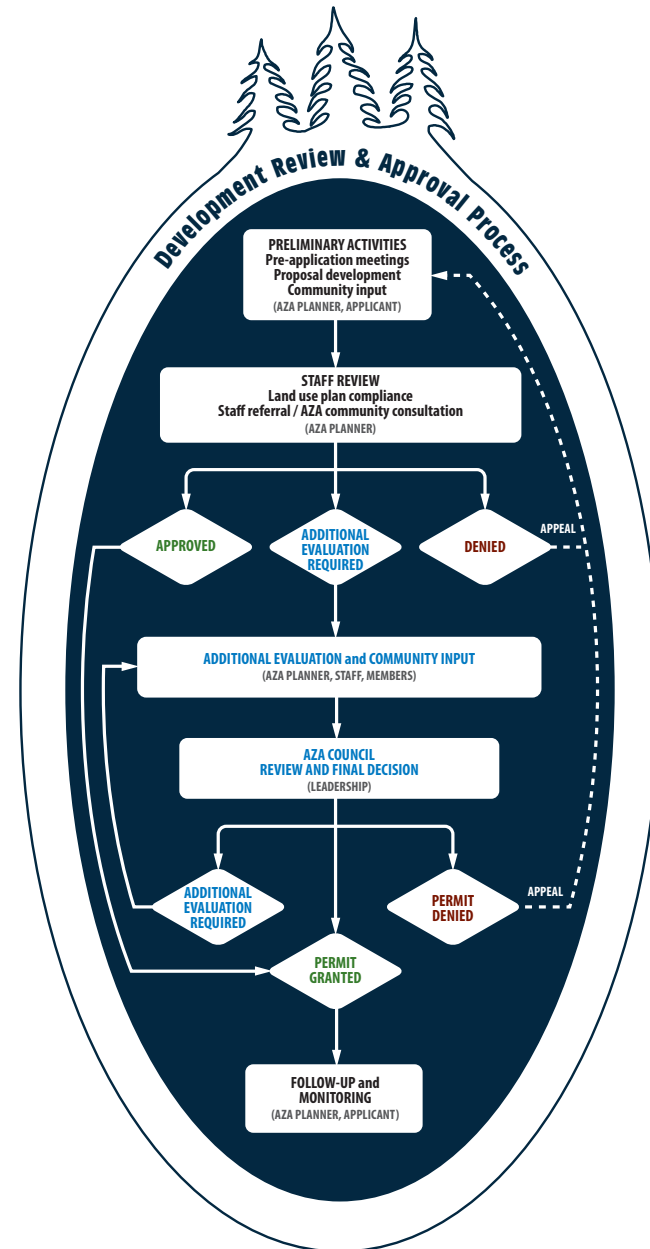 Development Review & Approval Process
PRELIMINARY ACTIVITIES
Pre-application meetings
Proposal development
Community input
(AZA PLANNER, APPLICANT)
STAFF REVIEW
Land use plan compliance
Staff referral / AZA community consultation
(AZA PLANNER)
APPROVED
ADDITIONAL
EVALUATION
REQUIRED
DENIED
APPEAL
ADDITIONAL EVALUATION and COMMUNITY INPUT
(AZA PLANNER, STAFF, MEMBERS)
AZA COUNCIL
REVIEW AND FINAL DECISION
(LEADERSHIP)
ADDITIONAL
EVALUATION
REQUIRED
PERMIT
DENIED
APPEAL
PERMIT
GRANTED
FOLLOW-UP and
MONITORING
(AZA PLANNER, APPLICANT)